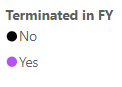 Terminated in FY
No
Yes